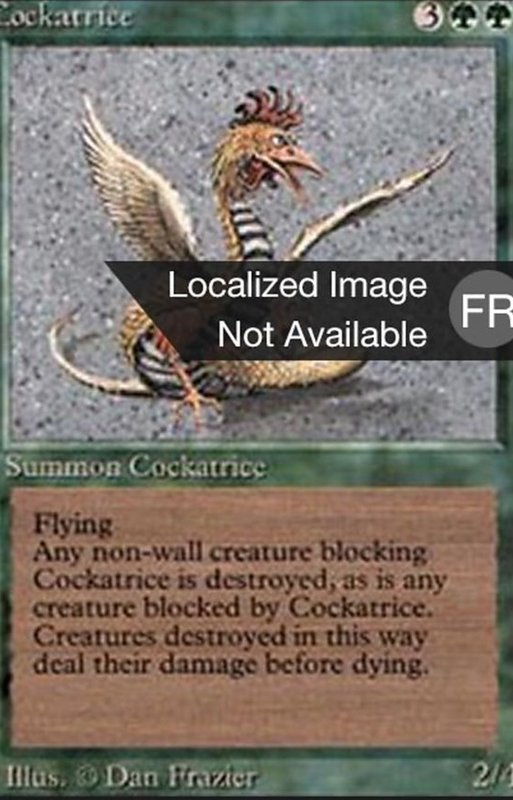 Cockatrice 3
Localized Image
Not Available
FR
Summon Cockatrice
Flying
Any non-wall creature blocking
Cockatrice is destroyed, as is any
creature blocked by Cockatrice.
Creatures destroyed in this way
deal their damage before dying.
Illus. © Dan Frazier 2/4